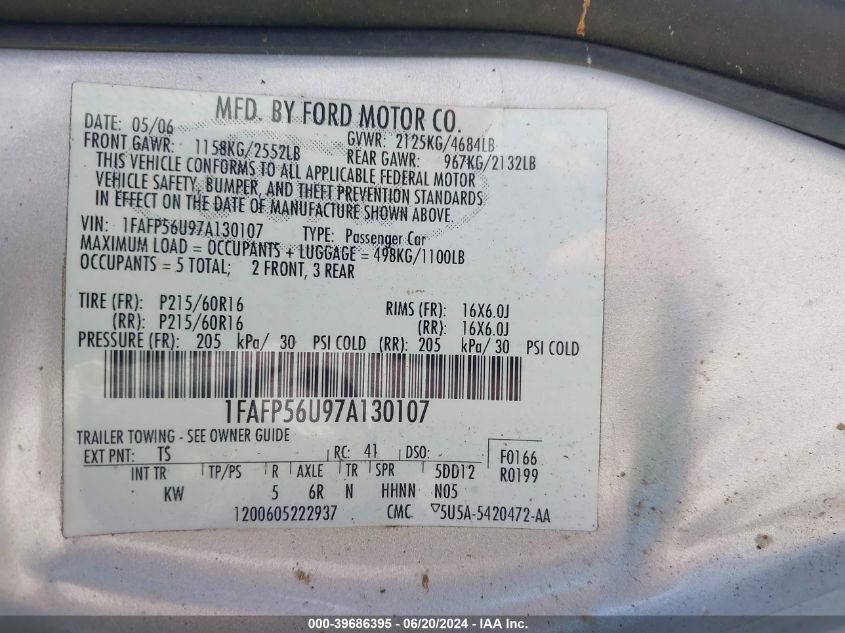 MFD. BY FORD MOTOR CO.
DATE: 05/06 GVWR: 2125KG/4684LB
FRONT GAWR: 1158KG/2552LB REAR GAWR: 967KG/2132LB
THIS VEHICLE CONFORMS TO ALL APPLICABLE FEDERAL MOTOR
VEHICLE SAFETY, BUMPER, AND THEFT PREVENTION STANDARDS
IN EFFECT ON THE DATE OF MANUFACTURE SHOWN ABOVE.
VIN: 1FAFP56U97A130107 TYPE: Passenger Car
MAXIMUM LOAD = OCCUPANTS + LUGGAGE = 498KG/1100LB
OCCUPANTS = 5 TOTAL; 2 FRONT, 3 REAR
TIRE (FR): P215/60R16 RIMS (FR): 16X6.0J
(RR): P215/60R16 (RR): 16X6.0J
PRESSURE (FR): 205 kPa/ 30 PSI COLD (RR): 205 kPa/ 30 PSI COLD
1FAFP56U97A130107
TRAILER TOWING - SEE OWNER GUIDE
EXT PNT: TS RC: 41 DSO: F0166
INT TR TP/PS R AXLE TR SPR 5DD12 R0199
KW 5 6R N HHNN N05
1200605222937 CMC ▽5U5A-5420472-AA
000-39686395 - 06/20/2024 - IAA Inc.